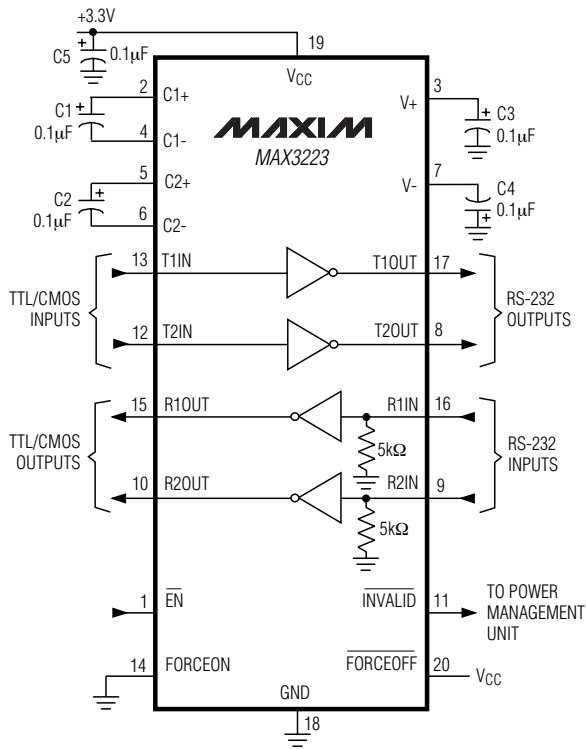 +3.3V
C5
+
0.1µF
19
VCC
2
C1+
C1
+
0.1µF
4
C1-
5
C2+
C2
+
0.1µF
6
C2-
MAXIM
MAX3223
3
V+
+
C3
0.1µF
7
V-
C4
+
0.1µF
TTL/CMOS
INPUTS
13
T1IN
T1OUT
17
12
T2IN
T2OUT
8
RS-232
OUTPUTS
TTL/CMOS
OUTPUTS
15
R1OUT
R1IN
16
5kΩ
10
R2OUT
R2IN
9
5kΩ
RS-232
INPUTS
1
EN
INVALID
11
TO POWER
MANAGEMENT
UNIT
14
FORCEON
FORCEOFF
20
VCC
GND
18